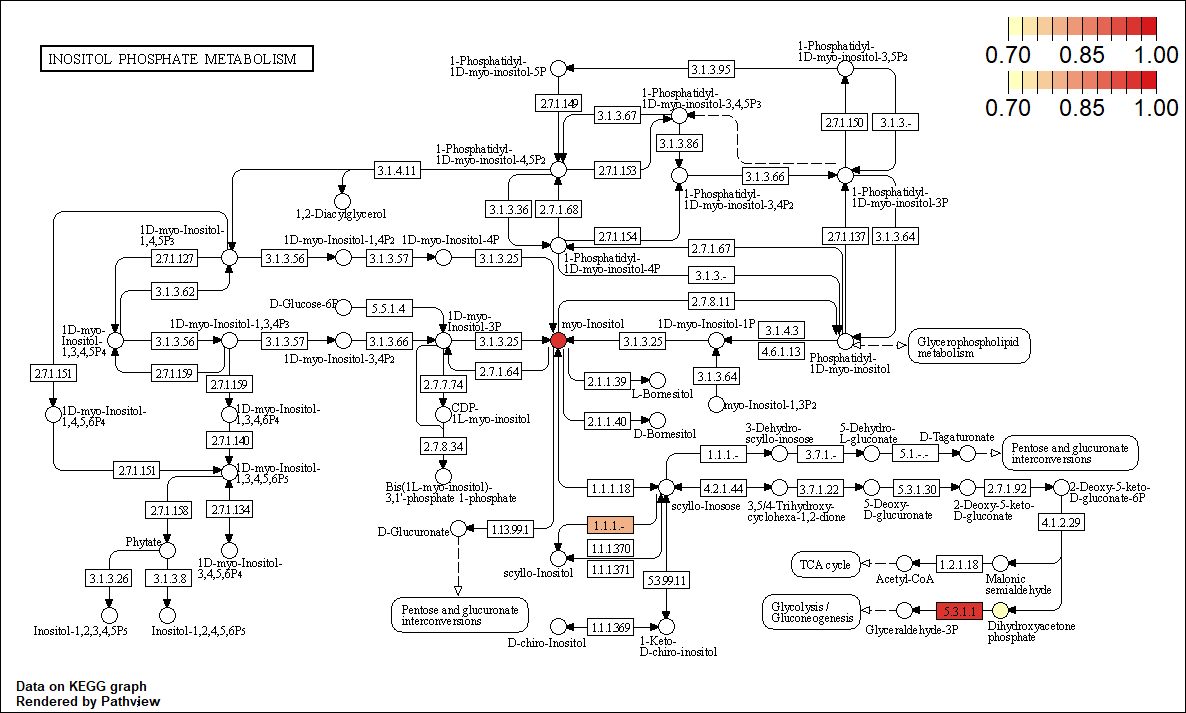 INOSITOL PHOSPHATE METABOLISM
0.70 0.85 1.00
0.70 0.85 1.00
1-Phosphatidyl-
1D-myo-inositol-5P
3.1.3.95
1-Phosphatidyl-
1D-myo-inositol-3,5P2
2.7.1.149
3.1.3.67
1-Phosphatidyl-
1D-myo-inositol-3,4,5P3
2.7.1.150
3.1.3.-
3.1.3.86
1-Phosphatidyl-
1D-myo-inositol-4,5P2
3.1.4.11
2.7.1.153
3.1.3.66
1-Phosphatidyl-
1D-myo-inositol-3,4P2
1-Phosphatidyl-
1D-myo-inositol-3P
1,2-Diacylglycerol
3.1.3.36
2.7.1.68
2.7.1.154
2.7.1.137
3.1.3.64
1D-myo-Inositol-
1,4,5P3
1D-myo-Inositol-1,4P2
1D-myo-Inositol-4P
2.7.1.67
2.7.1.127
3.1.3.56
3.1.3.57
3.1.3.25
1-Phosphatidyl-
1D-myo-inositol-4P
3.1.3.-
3.1.3.62
D-Glucose-6P
5.5.1.4
2.7.8.11
1D-myo-
Inositol-
1,3,4,5P4
1D-myo-Inositol-1,3,4P3
1D-myo-
Inositol-3P
myo-Inositol
1D-myo-Inositol-1P
3.1.4.3
4.6.1.13
3.1.3.56
3.1.3.57
3.1.3.66
3.1.3.25
3.1.3.25
1D-myo-Inositol-3,4P2
Phosphatidyl-
1D-myo-inositol
Glycerophospholipid
metabolism
2.7.1.151
2.7.1.159
2.7.1.159
2.7.1.64
2.7.7.74
2.1.1.39
L-Bornesitol
3.1.3.64
myo-Inositol-1,3P2
1D-myo-Inositol-
1,4,5,6P4
1D-myo-Inositol-
1,3,4,6P4
CDP-
1L-myo-inositol
2.1.1.40
D-Bornesitol
2.7.1.140
2.7.8.34
3-Dehydro-
scyllo-inosose
5-Dehydro-
L-gluconate
D-Tagaturonate
1.1.1.-
3.7.1.-
5.1.-.-
Pentose and glucuronate
interconversions
2.7.1.151
1D-myo-Inositol-
1,3,4,5,6P5
Bis(1L-myo-inositol)-
3,1'-phosphate 1-phosphate
1.1.1.18
scyllo-Inosose
4.2.1.44
3,5/4-Trihydroxy-
cyclohexa-1,2-dione
3.7.1.22
5-Deoxy-
D-glucuronate
5.3.1.30
2-Deoxy-5-keto-
D-gluconate
2.7.1.92
2-Deoxy-5-keto-
D-gluconate-6P
2.7.1.158
2.7.1.134
D-Glucuronate
1.13.99.1
1.1.1.-
4.1.2.29
Phytate
1D-myo-Inositol-
3,4,5,6P4
1.1.1.370
1.1.1.371
scyllo-Inositol
TCA cycle
Acetyl-CoA
1.2.1.18
Malonic
semialdehyde
3.1.3.26
3.1.3.8
5.3.99.11
Pentose and glucuronate
interconversions
Glycolysis /
Gluconeogenesis
Glyceraldehyde-3P
5.3.1.1
Dihydroxyacetone
phosphate
Inositol-1,2,3,4,5P5
Inositol-1,2,4,5,6P5
D-chiro-Inositol
1.1.1.369
1-Keto-
D-chiro-inositol
Data on KEGG graph
Rendered by Pathview